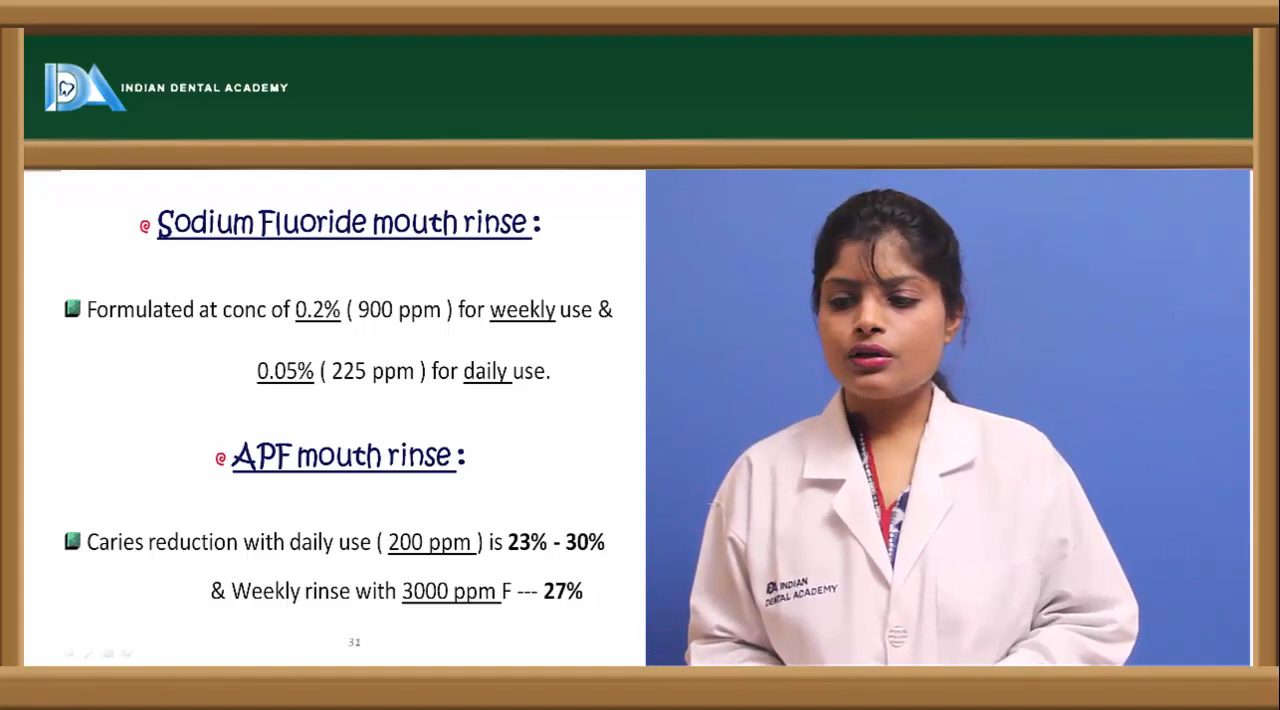 INDIAN DENTAL ACADEMY
Sodium Fluoride mouth rinse :
Formulated at conc of 0.2% ( 900 ppm ) for weekly use &
0.05% ( 225 ppm ) for daily use.
APF mouth rinse :
Caries reduction with daily use ( 200 ppm ) is 23% - 30%
& Weekly rinse with 3000 ppm F --- 27%
31
INDIAN
DENTAL ACADEMY